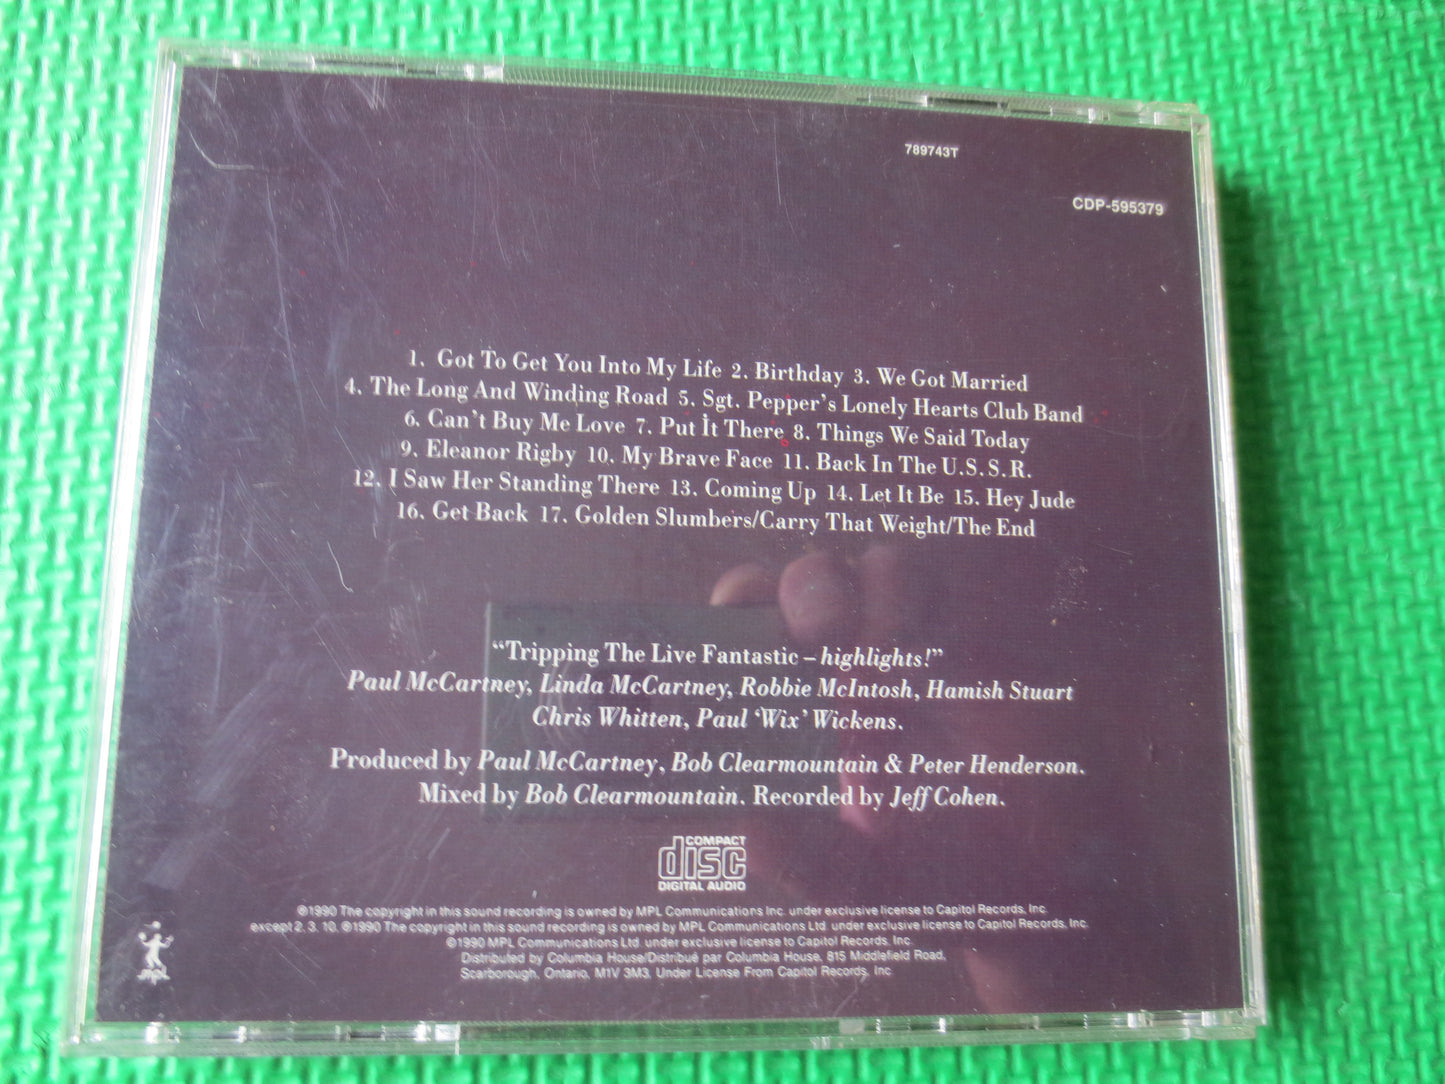 789743T
CDP-595379
1. Got To Get You Into My Life 2. Birthday 3. We Got Married
4. The Long And Winding Road 5. Sgt. Pepper's Lonely Hearts Club Band
6. Can't Buy Me Love 7. Put It There 8. Things We Said Today
9. Eleanor Rigby 10. My Brave Face 11. Back In The U.S.S.R.
12. I Saw Her Standing There 13. Coming Up 14. Let It Be 15. Hey Jude
16. Get Back 17. Golden Slumbers/Carry That Weight/The End
“Tripping The Live Fantastic – highlights!”
Paul McCartney, Linda McCartney, Robbie McIntosh, Hamish Stuart
Chris Whitten, Paul ‘Wix’ Wickens.
Produced by Paul McCartney, Bob Clearmountain & Peter Henderson.
Mixed by Bob Clearmountain. Recorded by Jeff Cohen.
COMPACT
disc
DIGITAL AUDIO
℗1990 The copyright in this sound recording is owned by MPL Communications Inc. under exclusive license to Capitol Records, Inc.
except 2. 3. 10. ℗1990 The copyright in this sound recording is owned by MPL Communications Ltd. under exclusive license to Capitol Records, Inc.
©1990 MPL Communications Ltd. under exclusive license to Capitol Records, Inc.
Distributed by Columbia House/Distribué par Columbia House, 815 Middlefield Road,
Scarborough, Ontario, M1V 3M3, Under License From Capitol Records, Inc
MPL